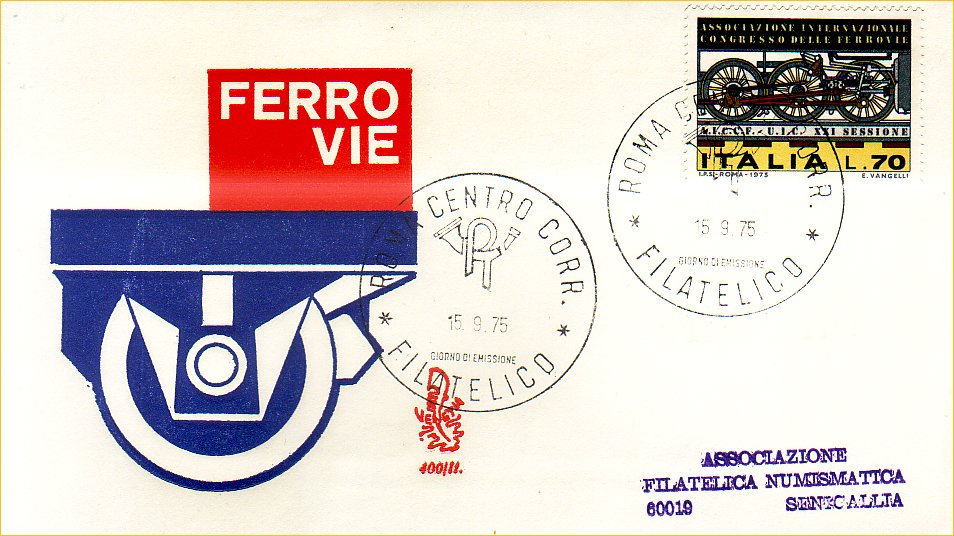 ASSOCIAZIONE INTERNAZIONALE
CONGRESSO DELLE FERROVIE
XXI SESSIONE
ITALIA L.70
I.P.S.-ROMA-1975 E. VANGELLI
FERRO
VIE
ROMA CENTRO CORR.
15.9.75
GIORNO DI EMISSIONE
* FILATELICO *
ROMA CORR.
15 9.75
GIORNO DI EMISSIONE
* FILATELICO *
400/II.
ASSOCIAZIONE
FILATELICA NUMISMATICA
60019 SENIGALLIA